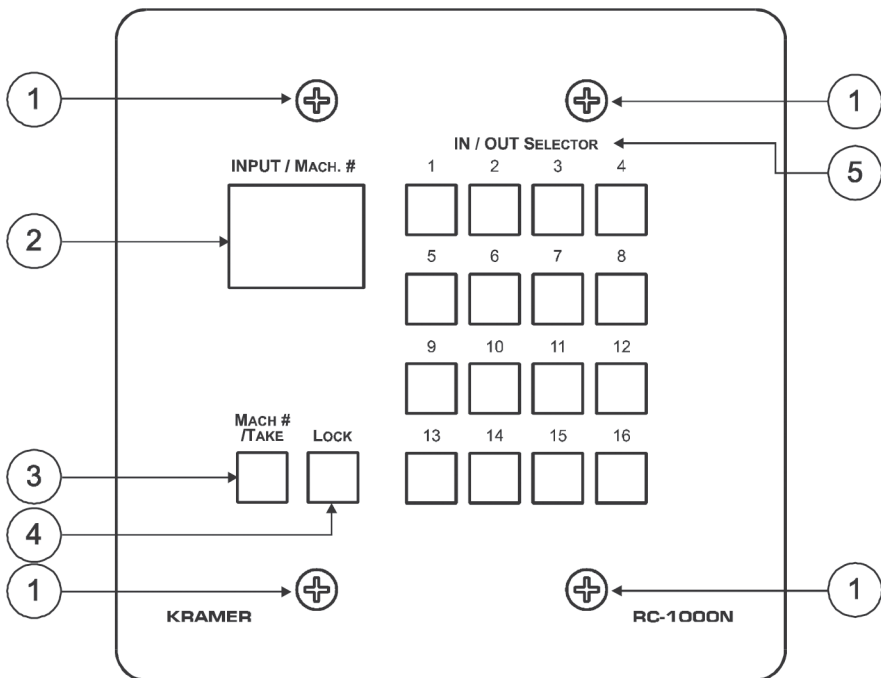 1
1
IN / OUT SELECTOR
5
INPUT / MACH. #
1 2 3 4
2
5 6 7 8
9 10 11 12
MACH #
/TAKE
LOCK
13 14 15 16
3
4
1
1
KRAMER
RC-1000N